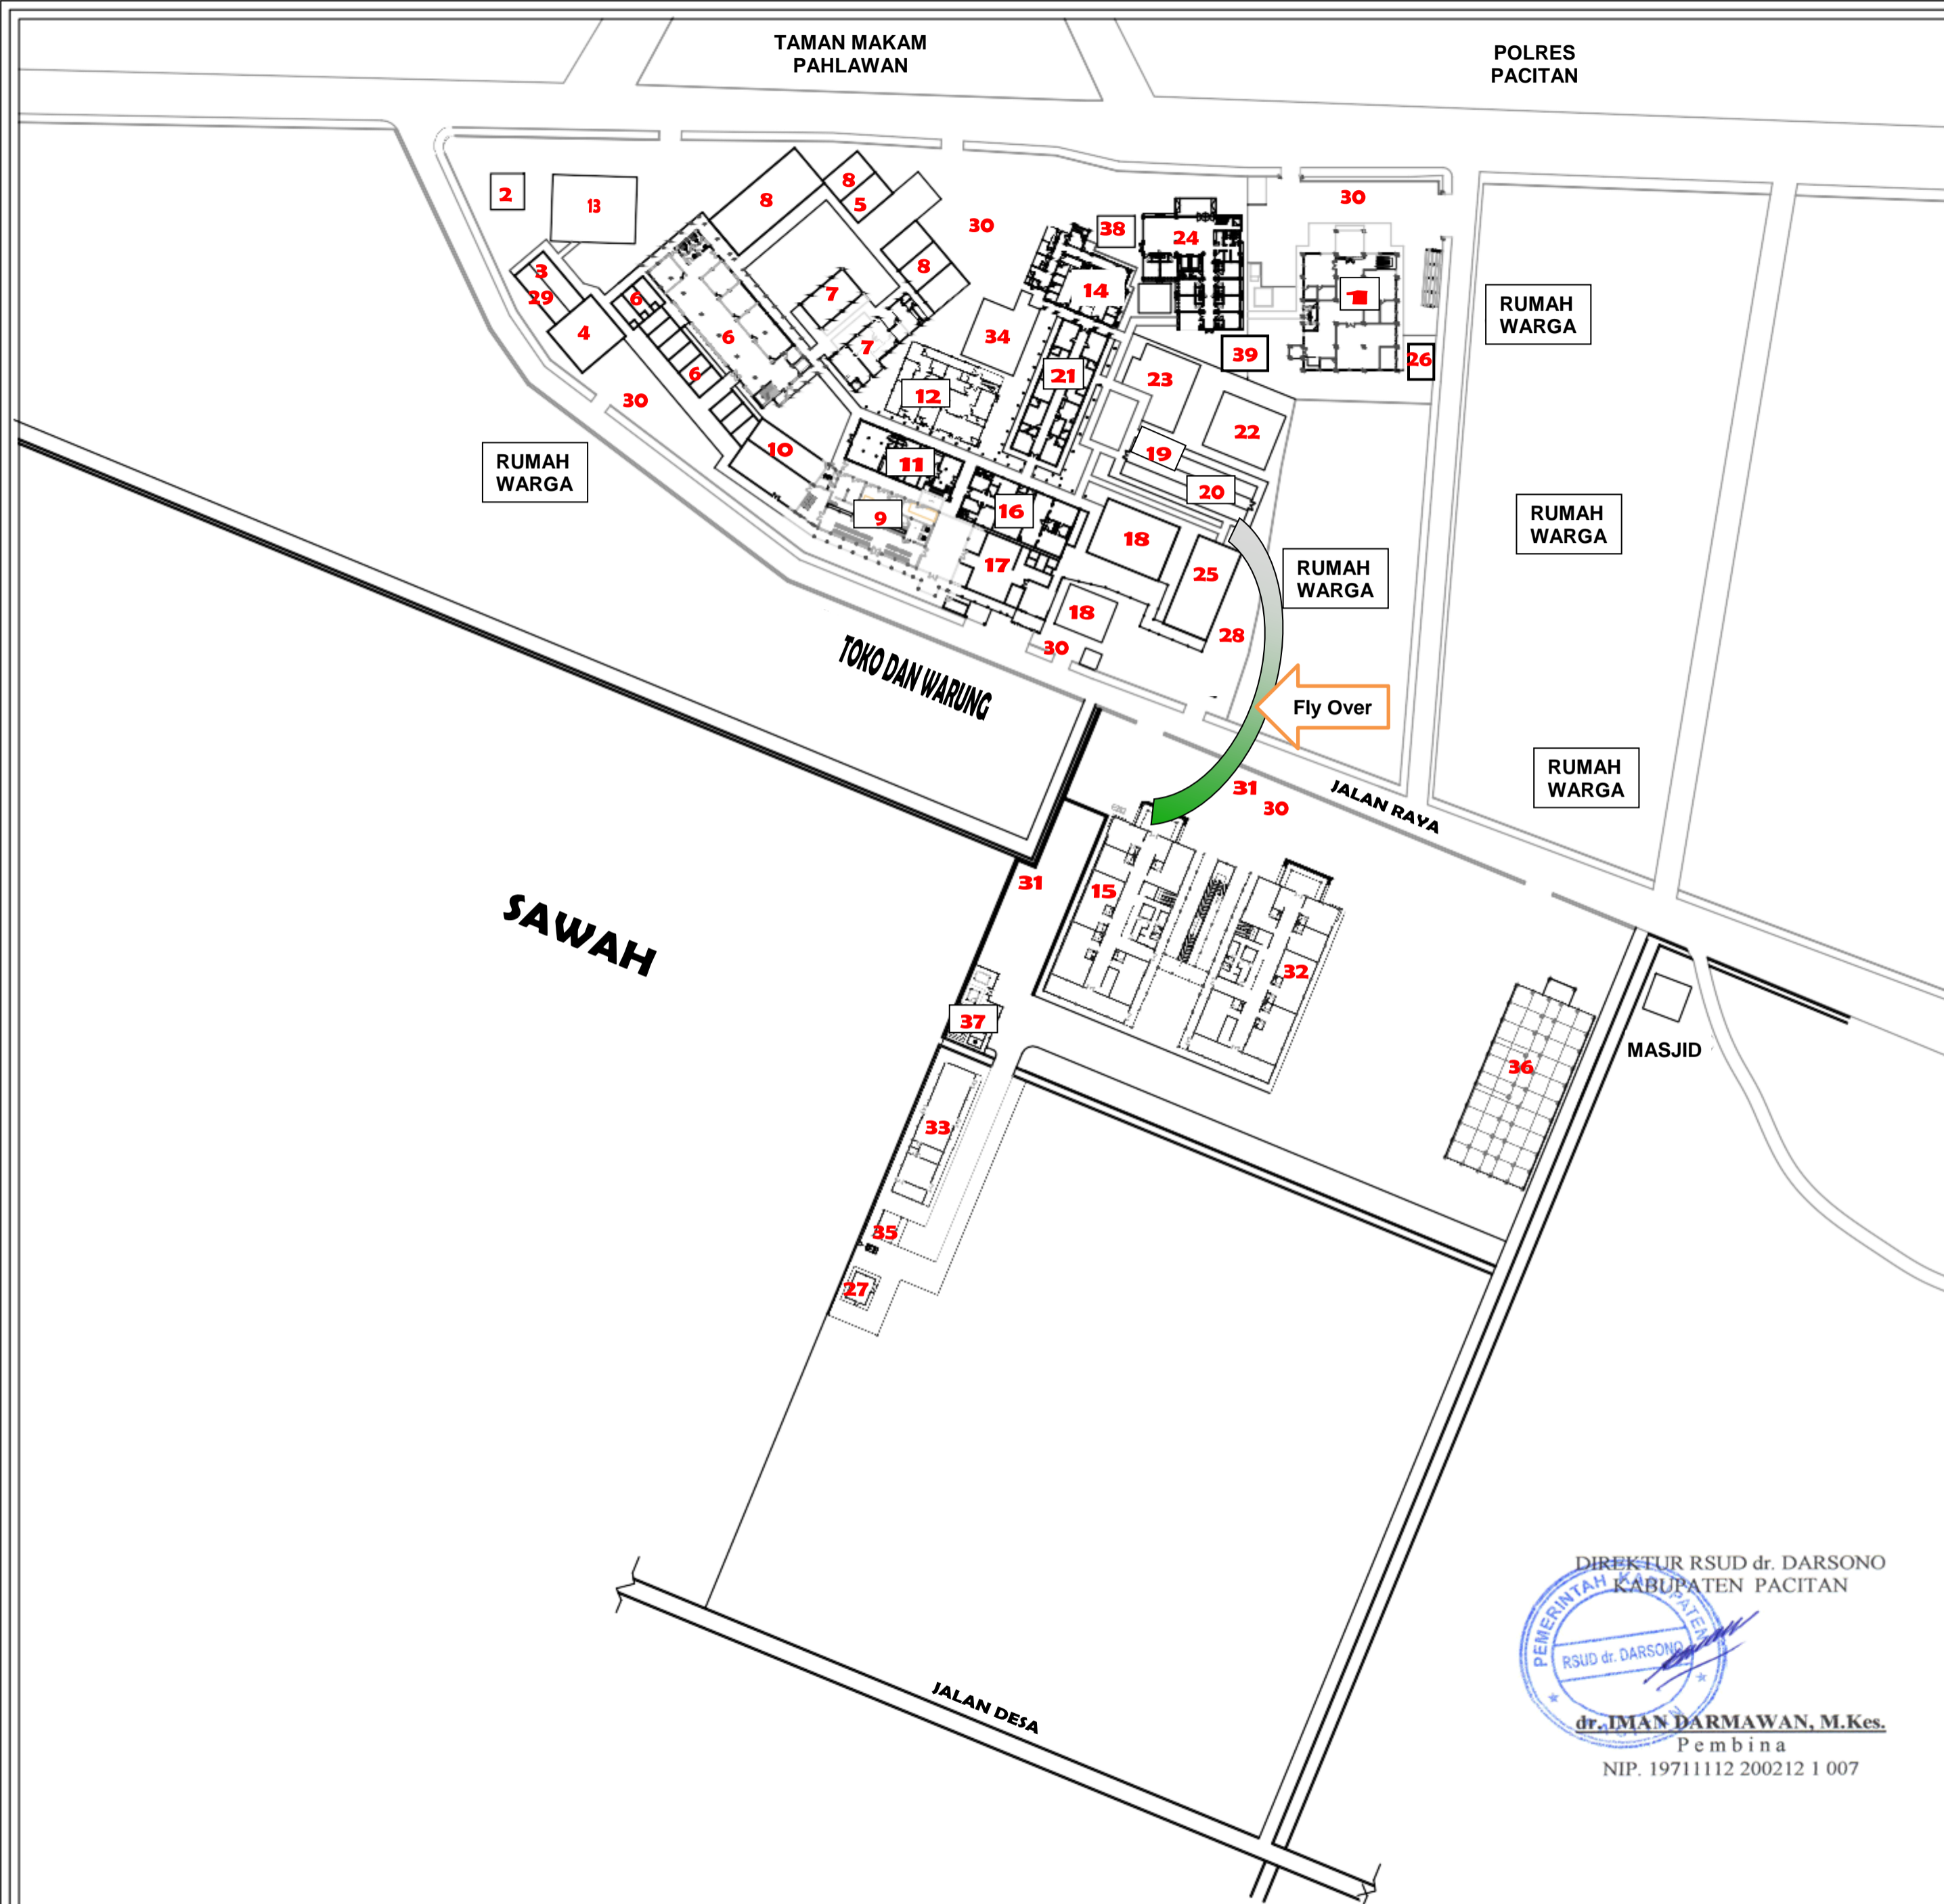 TAMAN MAKAM
PAHLAWAN
POLRES
PACITAN
2
13
8
8
5
30
30
38
24
3
29
6
8
14
1
RUMAH
WARGA
4
6
7
7
34
39
26
6
12
21
23
30
22
RUMAH
WARGA
10
11
19
20
9
16
18
RUMAH
WARGA
17
25
RUMAH
WARGA
18
28
30
TOKO DAN WARUNG
Fly Over
31
30
JALAN RAYA
RUMAH
WARGA
31
15
SAWAH
32
37
36
MASJID
33
35
27
JALAN DESA
DIREKTUR RSUD dr. DARSONO
KABUPATEN PACITAN
PEMERINTAH KABUPATEN
RSUD dr. DARSONO
PACITAN
dr. IMAN DARMAWAN, M.Kes.
Pembina
NIP. 19711112 200212 1 007